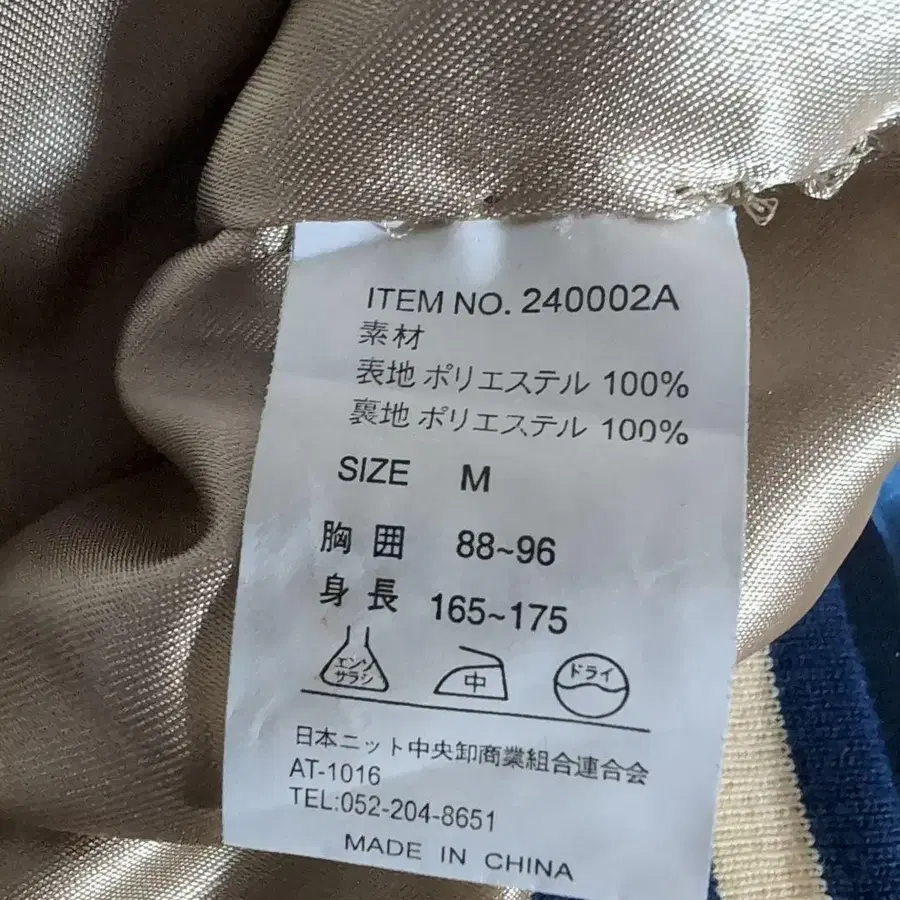 ITEM NO. 240002A
素材
表地 ポリエステル 100%
裏地 ポリエステル 100%
SIZE M
胸囲 88~96
身長 165~175
エンソ
サラシ
中
ドライ
日本ニット中央卸商業組合連合会
AT-1016
TEL:052-204-8651
MADE IN CHINA